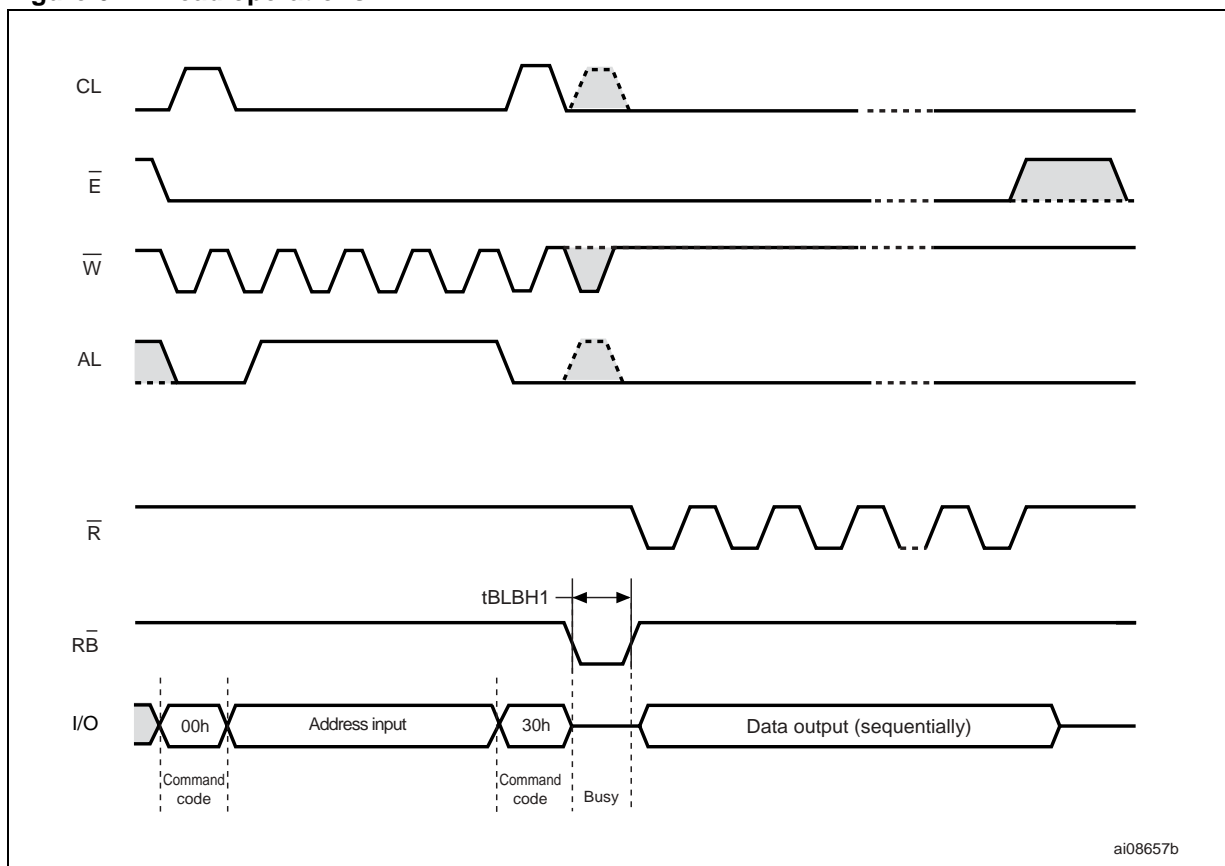 CL
E̅
W̅
AL
R̅
tBLBH1
RB̅
I/O
00h
Address input
30h
Data output (sequentially)
Command
code
Command
code
Busy
ai08657b